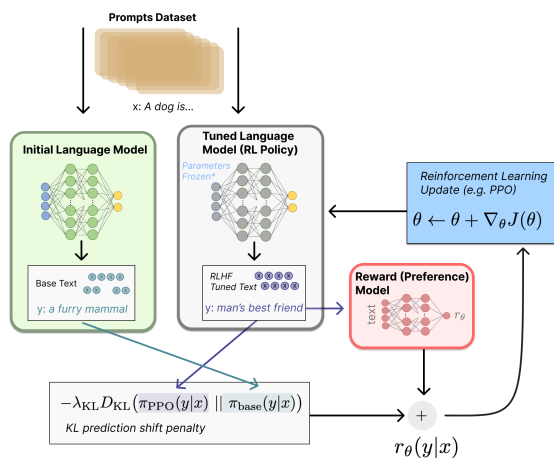 Prompts Dataset
x: A dog is...
Initial Language Model
Tuned Language
Model (RL Policy)
Parameters
Frozen*
Reinforcement Learning
Update (e.g. PPO)
θ ← θ + ∇θJ(θ)
Base Text
y: a furry mammal
RLHF
Tuned Text
y: man's best friend
Reward (Preference)
Model
text
rθ
−λKL DKL(πPPO(y|x) || πbase(y|x))
KL prediction shift penalty
+
rθ(y|x)